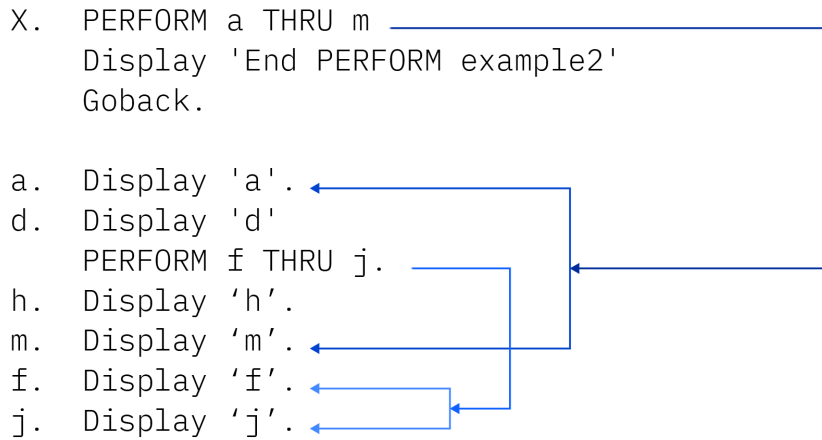 X. PERFORM a THRU m
Display 'End PERFORM example2'
Goback.
a. Display 'a'.
d. Display 'd'
PERFORM f THRU j.
h. Display ‘h’.
m. Display ‘m’.
f. Display ‘f’.
j. Display ‘j’.